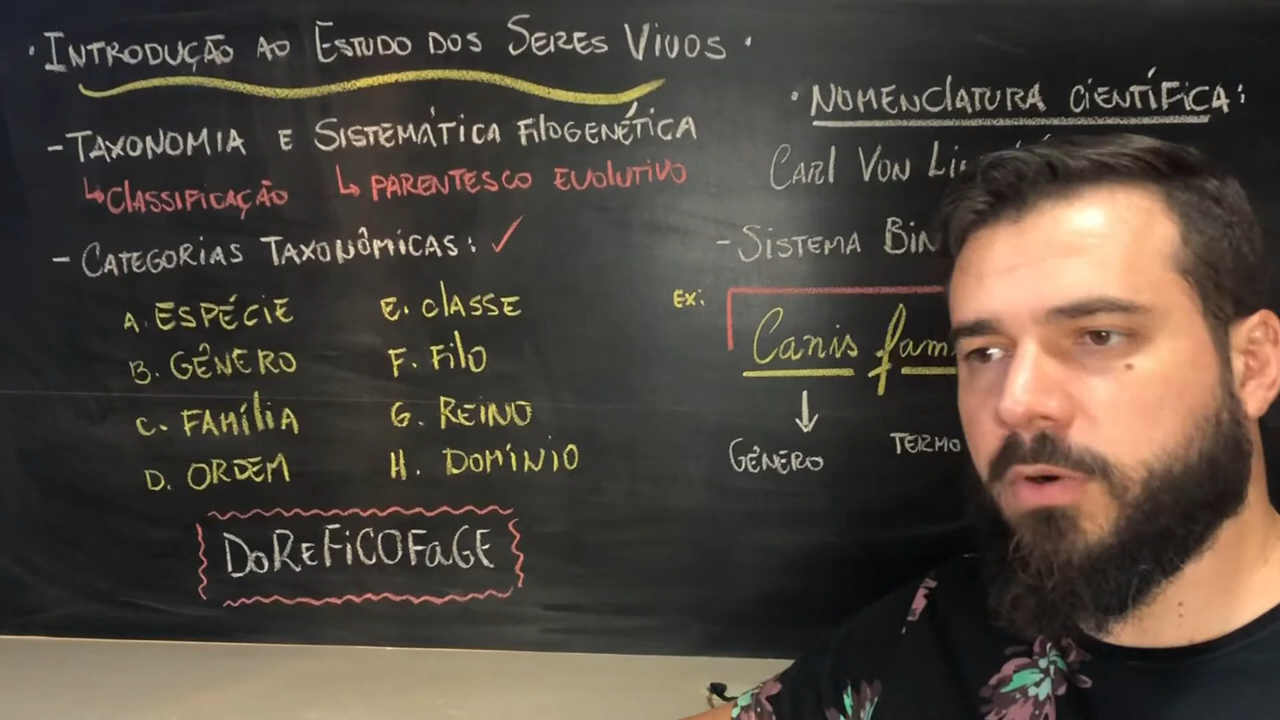 · INTRODUÇÃO AO ESTUDO DOS SERES VIVOS ·
- TAXONOMIA E SISTEMÁTICA FILOGENÉTICA
↳ CLASSIFICAÇÃO ↳ PARENTESCO EVOLUTIVO
- CATEGORIAS TAXONÔMICAS: ✓
A. ESPÉCIE E. CLASSE
B. GÊNERO F. FILO
C. FAMÍLIA G. REINO
D. ORDEM H. DOMÍNIO
DoReFiCOFaGE
· NOMENCLATURA CIENTÍFICA:
CARL VON
- SISTEMA
EX:
Canis
↓
GÊNERO TERMO